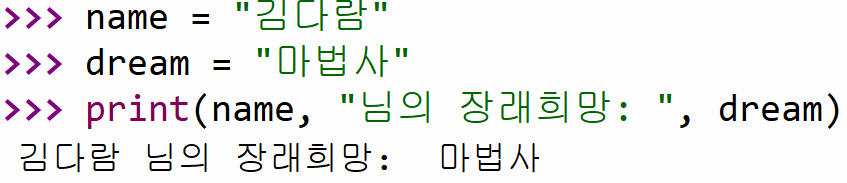 >>> name = "김다람"
>>> dream = "마법사"
>>> print(name, "님의 장래희망: ", dream)
김다람 님의 장래희망:  마법사